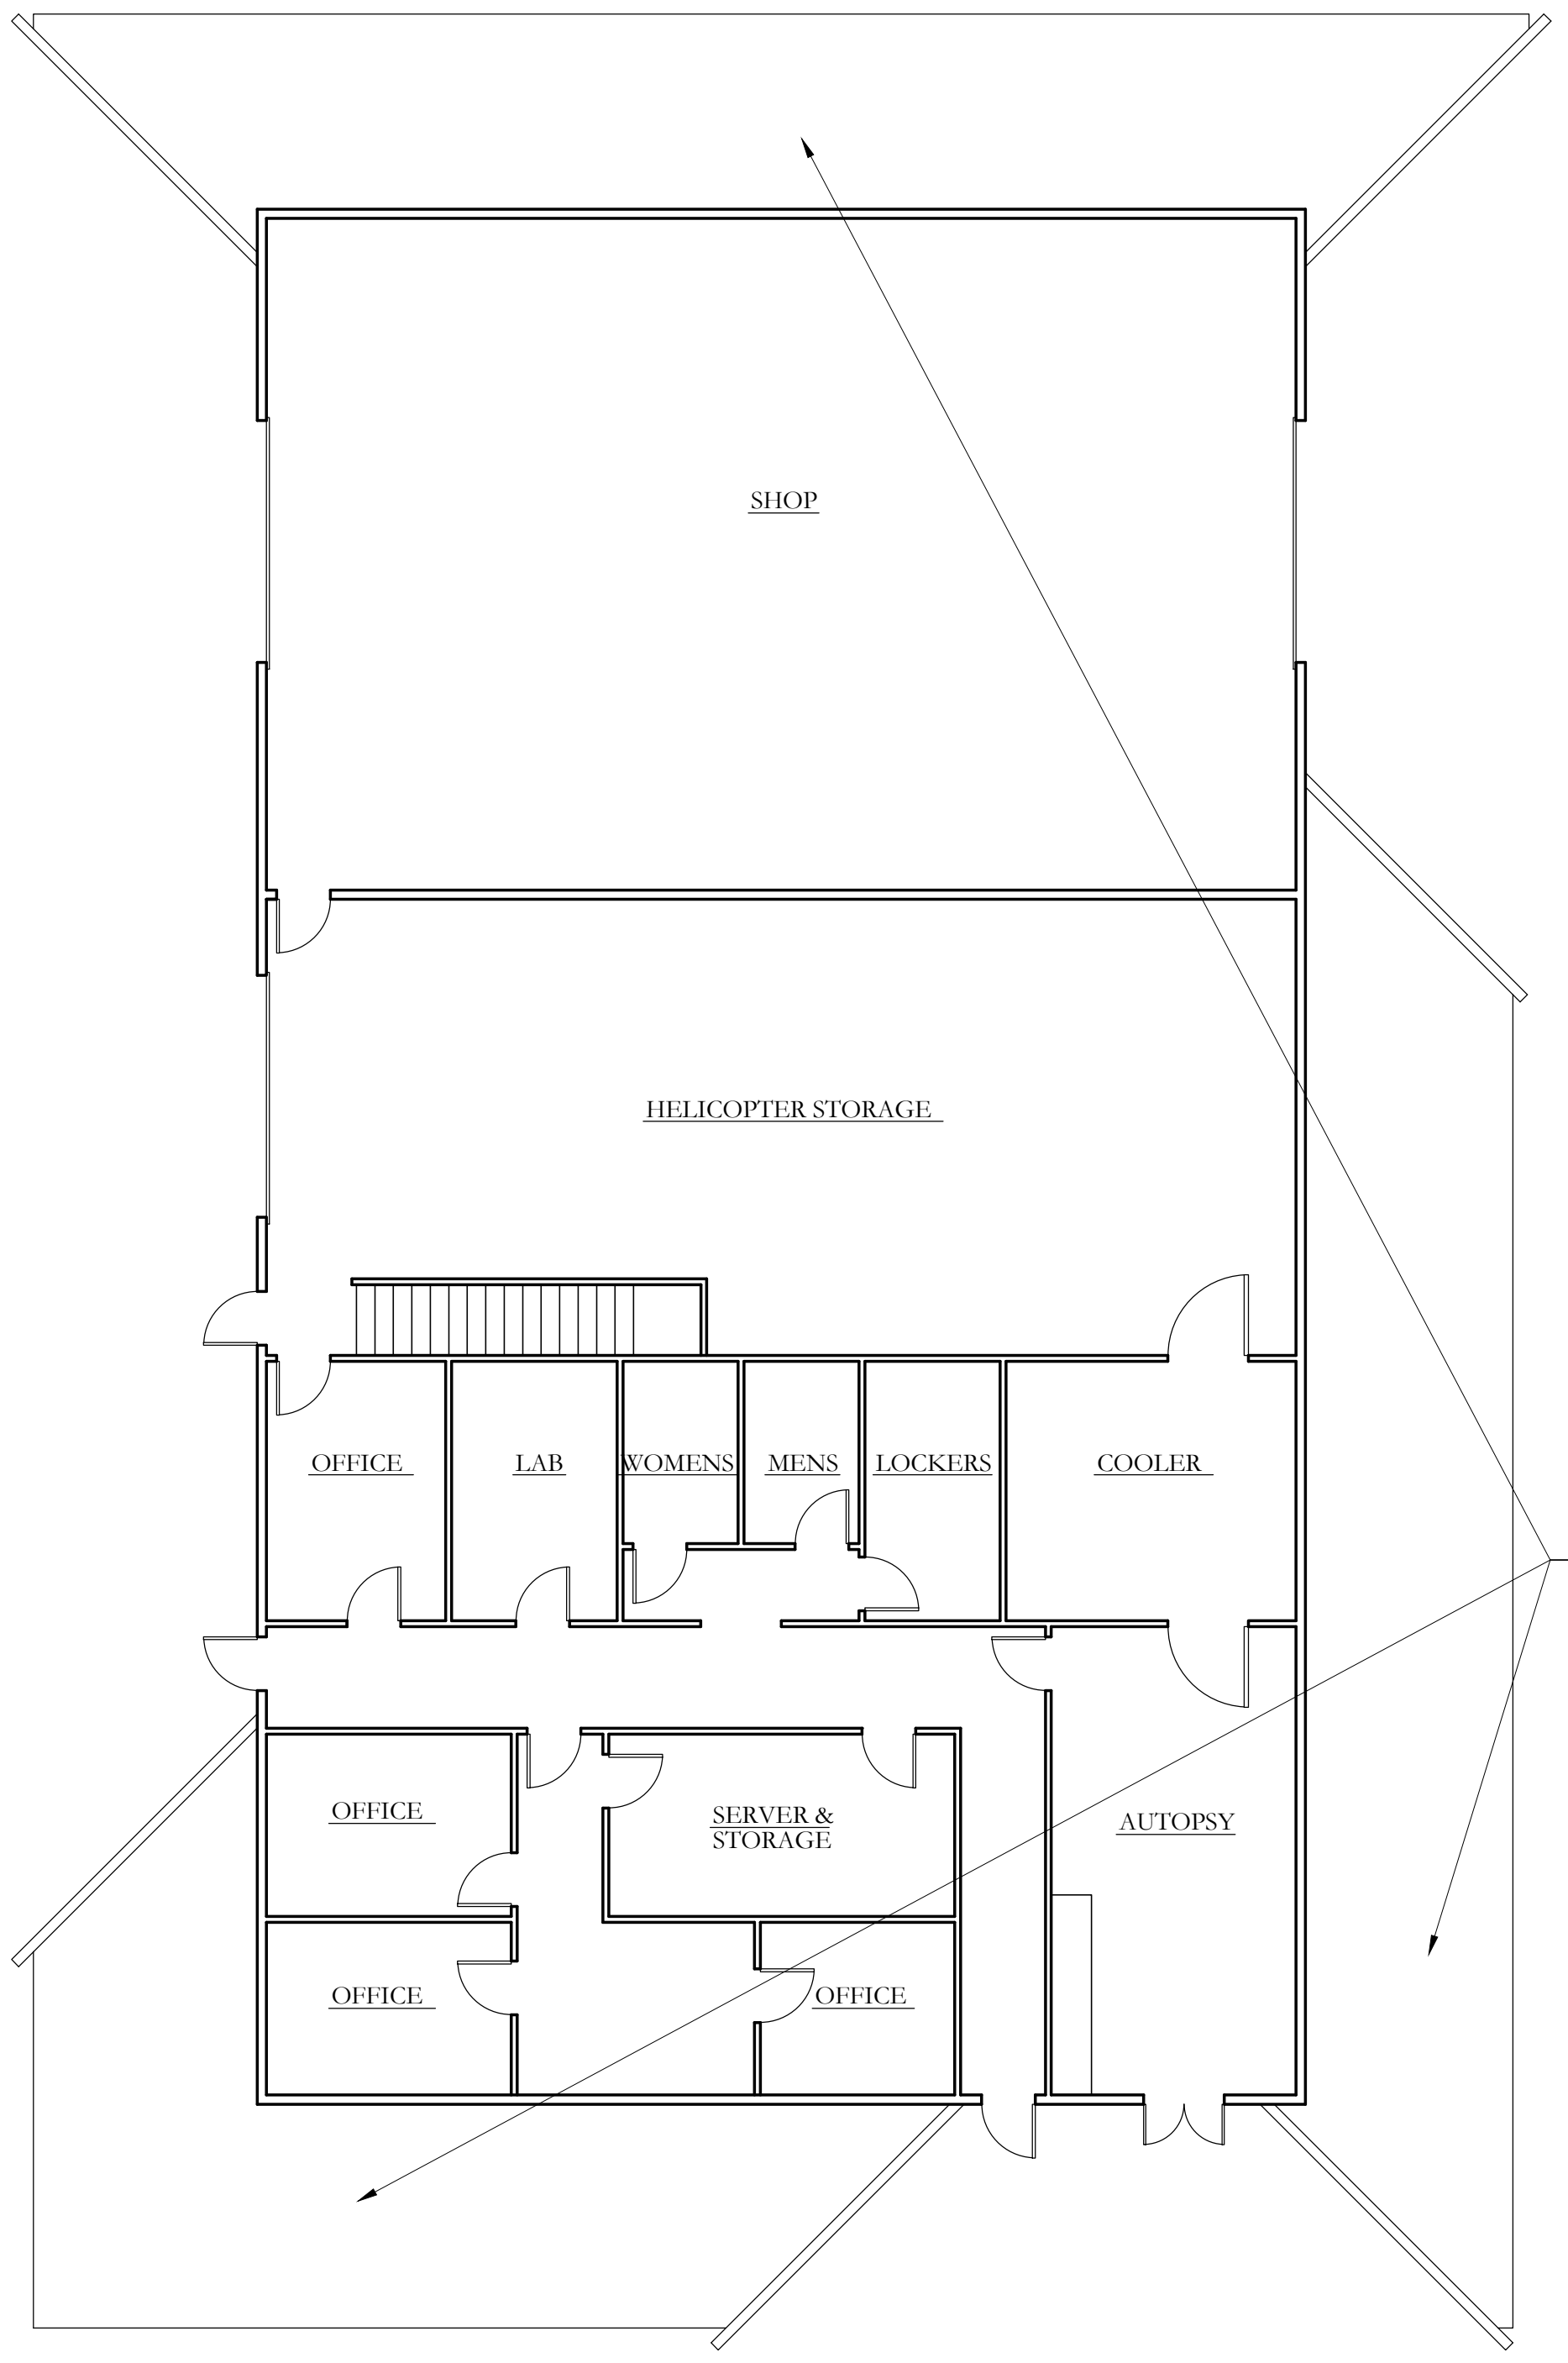 SHOP
HELICOPTER STORAGE
OFFICE
LAB
WOMENS
MENS
LOCKERS
COOLER
OFFICE
SERVER &
STORAGE
AUTOPSY
OFFICE
OFFICE